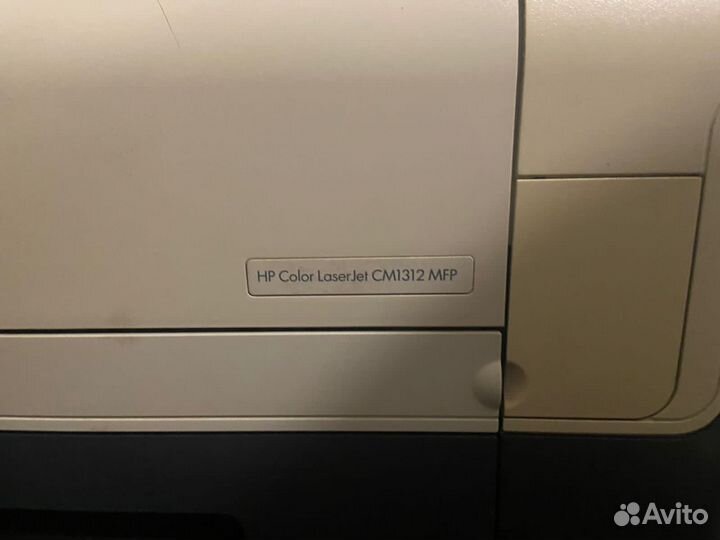 HP Color LaserJet CM1312 MFP
Avito